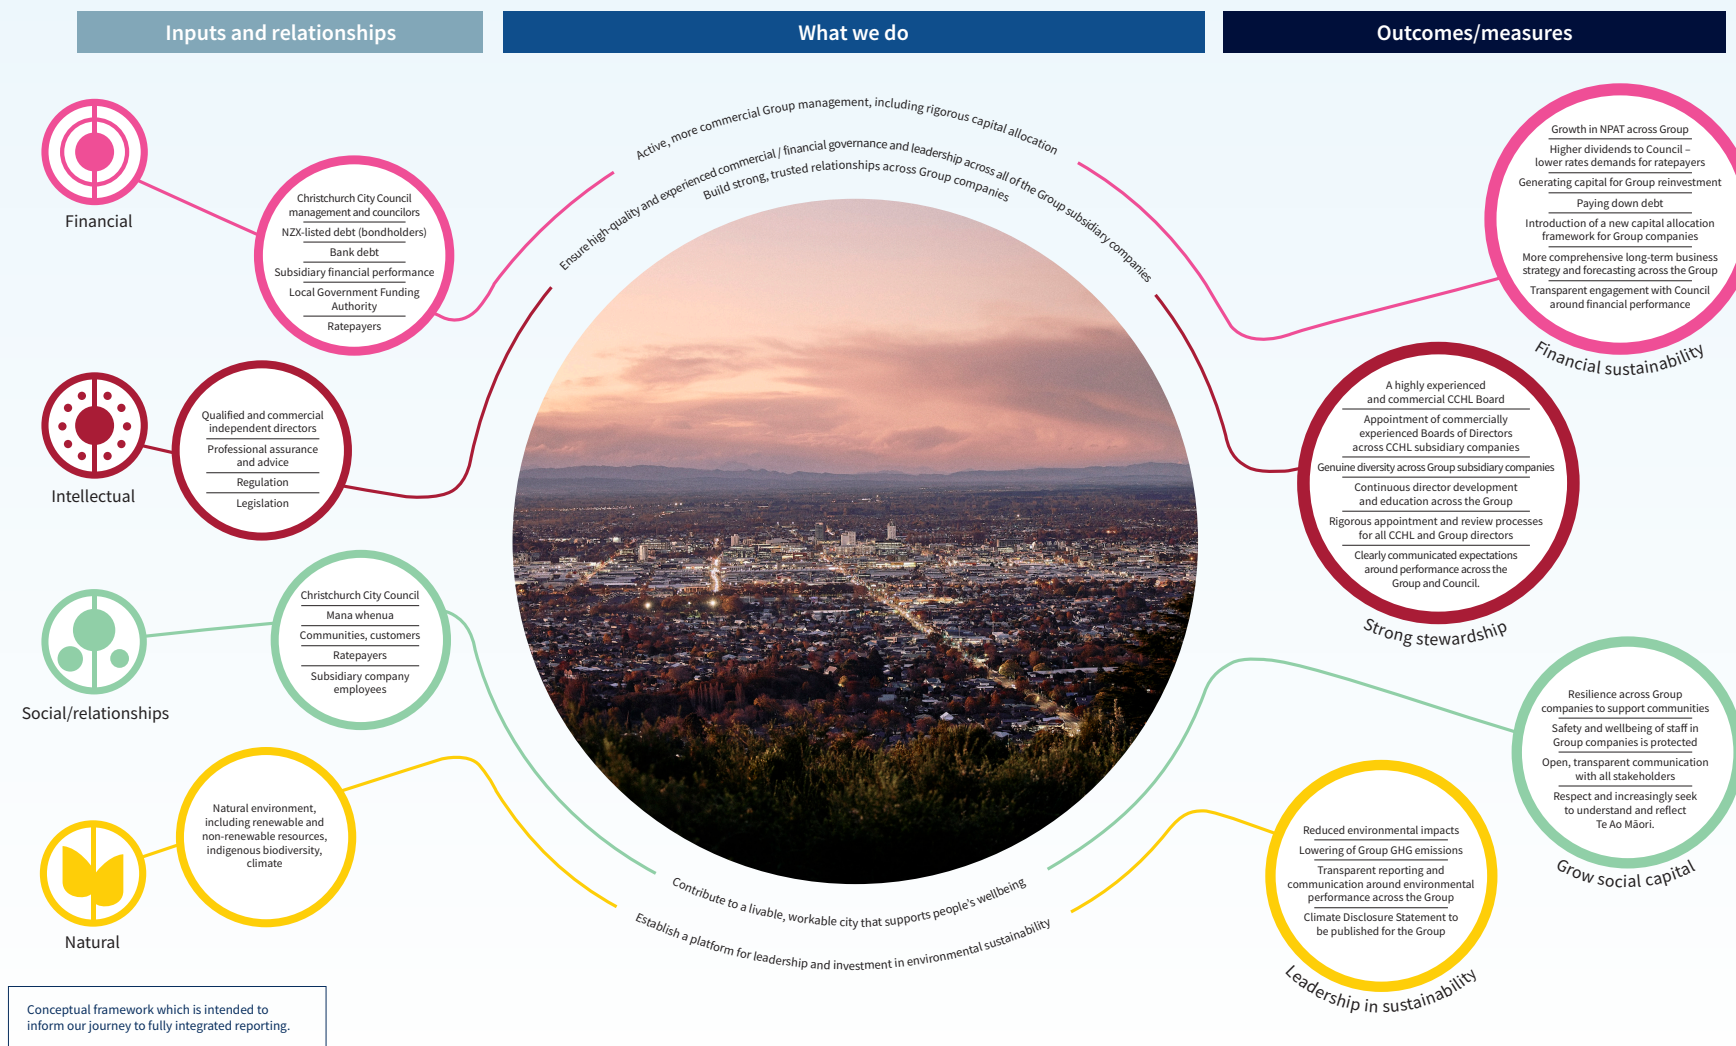 Inputs and relationships
What we do
Outcomes/measures
Financial
Christchurch City Council
management and councilors
NZX-listed debt (bondholders)
Bank debt
Subsidiary financial performance
Local Government Funding
Authority
Ratepayers
Intellectual
Qualified and commercial
independent directors
Professional assurance
and advice
Regulation
Legislation
Social/relationships
Christchurch City Council
Mana whenua
Communities, customers
Ratepayers
Subsidiary company
employees
Natural
Natural environment,
including renewable and
non-renewable resources,
indigenous biodiversity,
climate
Conceptual framework which is intended to
inform our journey to fully integrated reporting.
Active, more commercial Group management, including rigorous capital allocation
Ensure high-quality and experienced commercial / financial governance and leadership across all of the Group subsidiary companies
Build strong, trusted relationships across Group companies
Contribute to a livable, workable city that supports people's wellbeing
Establish a platform for leadership and investment in environmental sustainability
Growth in NPAT across Group
Higher dividends to Council –
lower rates demands for ratepayers
Generating capital for Group reinvestment
Paying down debt
Introduction of a new capital allocation
framework for Group companies
More comprehensive long-term business
strategy and forecasting across the Group
Transparent engagement with Council
around financial performance
Financial sustainability
A highly experienced
and commercial CCHL Board
Appointment of commercially
experienced Boards of Directors
across CCHL subsidiary companies
Genuine diversity across Group subsidiary companies
Continuous director development
and education across the Group
Rigorous appointment and review processes
for all CCHL and Group directors
Clearly communicated expectations
around performance across the
Group and Council.
Strong stewardship
Resilience across Group
companies to support communities
Safety and wellbeing of staff in
Group companies is protected
Open, transparent communication
with all stakeholders
Respect and increasingly seek
to understand and reflect
Te Ao Māori.
Grow social capital
Reduced environmental impacts
Lowering of Group GHG emissions
Transparent reporting and
communication around environmental
performance across the Group
Climate Disclosure Statement to
be published for the Group
Leadership in sustainability